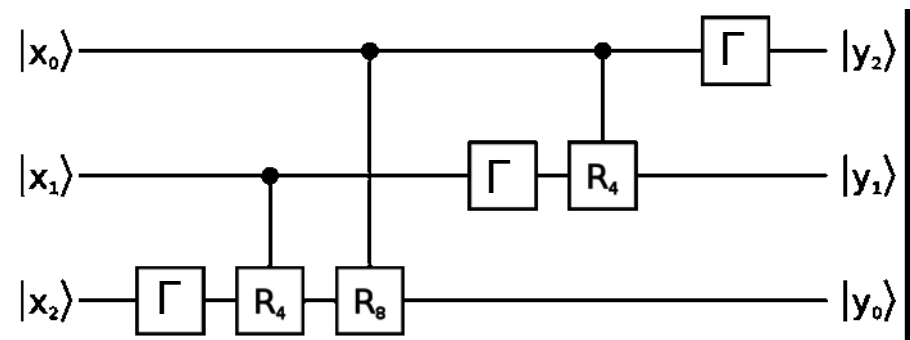 |x₀⟩ Γ |y₂⟩
|x₁⟩ Γ R₄ |y₁⟩
|x₂⟩ Γ R₄ R₈ |y₀⟩